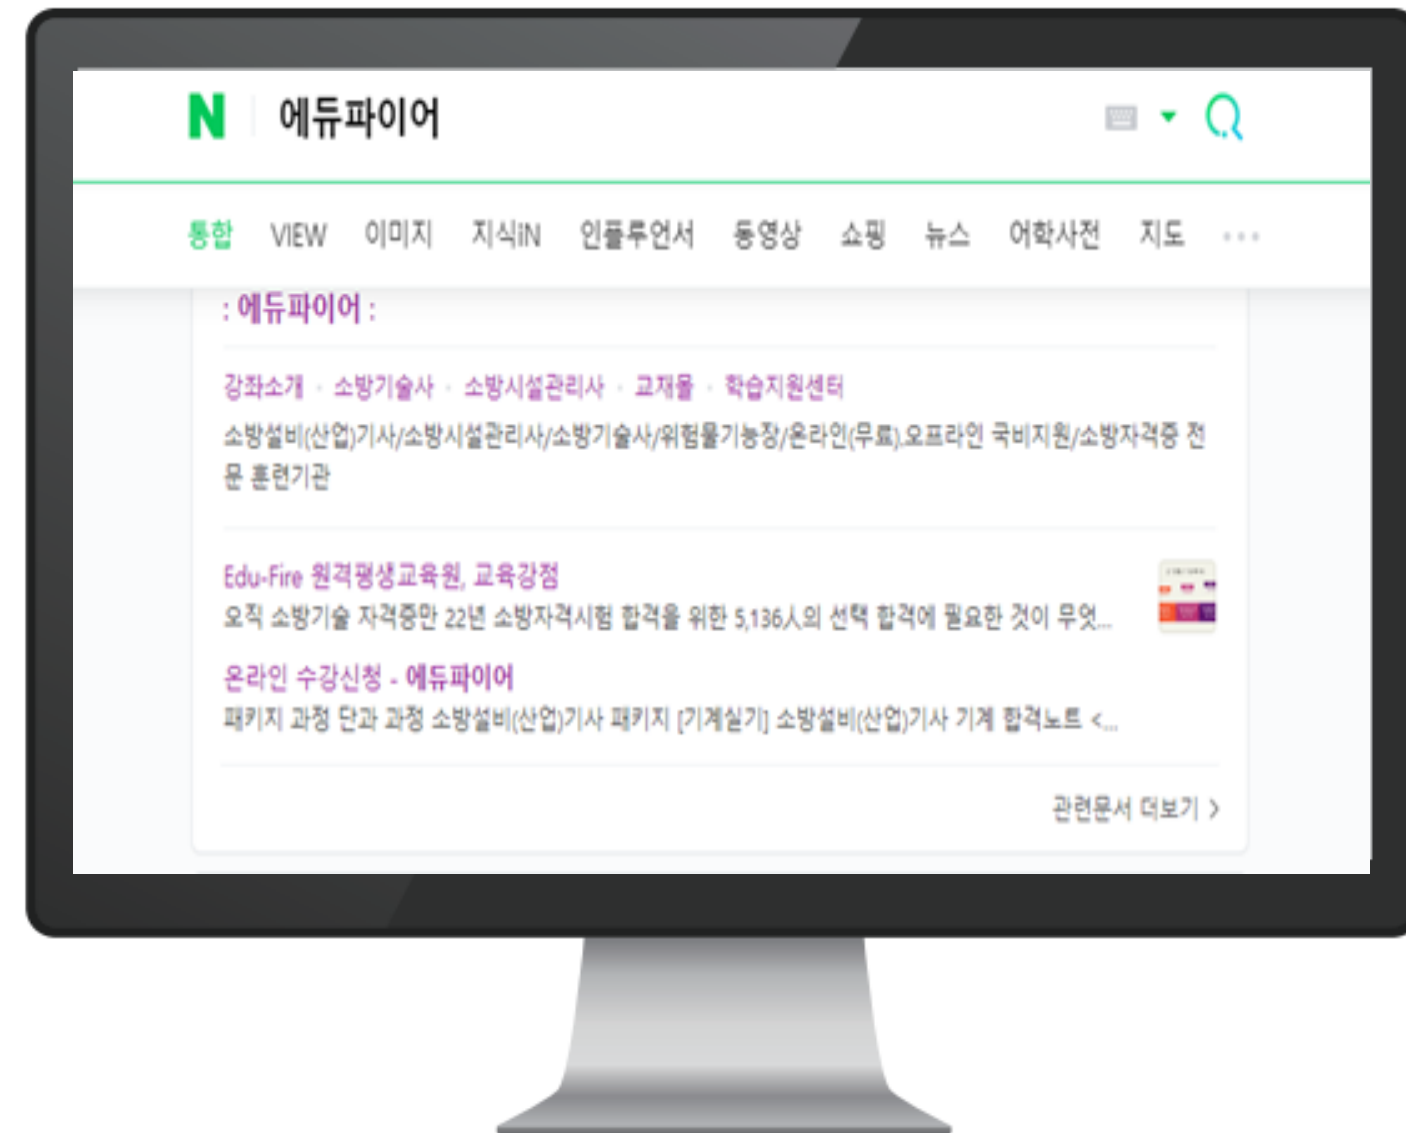 N 에듀파이어
통합 VIEW 이미지 지식iN 인플루언서 동영상 쇼핑 뉴스 어학사전 지도 ...
: 에듀파이어 :
강좌소개 · 소방기술사 · 소방시설관리사 · 교재몰 · 학습지원센터
소방설비(산업)기사/소방시설관리사/소방기술사/위험물기능장/온라인(무료).오프라인 국비지원/소방자격증 전
문 훈련기관
Edu-Fire 원격평생교육원, 교육강점
오직 소방기술 자격증만 22년 소방자격시험 합격을 위한 5,136人의 선택 합격에 필요한 것이 무엇...
온라인 수강신청 - 에듀파이어
패키지 과정 단과 과정 소방설비(산업)기사 패키지 [기계실기] 소방설비(산업)기사 기계 합격노트 <...
관련문서 더보기 >